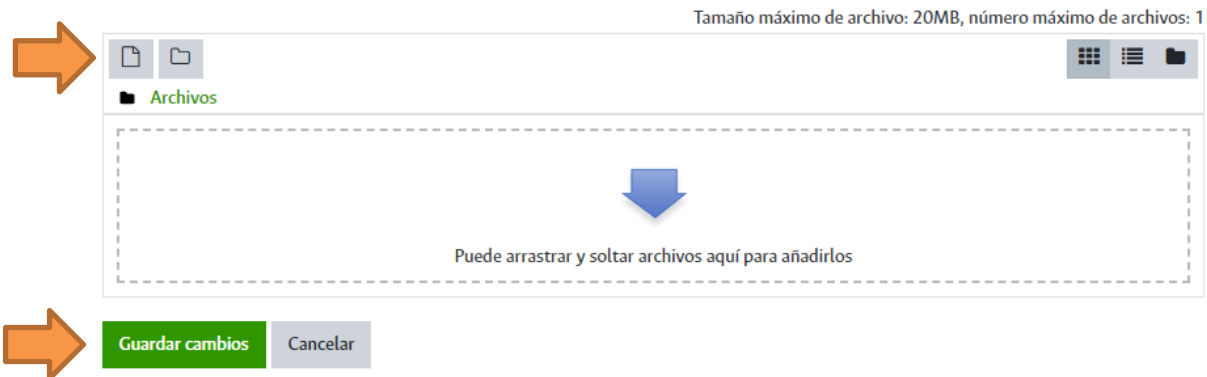 Tamaño máximo de archivo: 20MB, número máximo de archivos: 1
Archivos
Puede arrastrar y soltar archivos aquí para añadirlos
Guardar cambios Cancelar